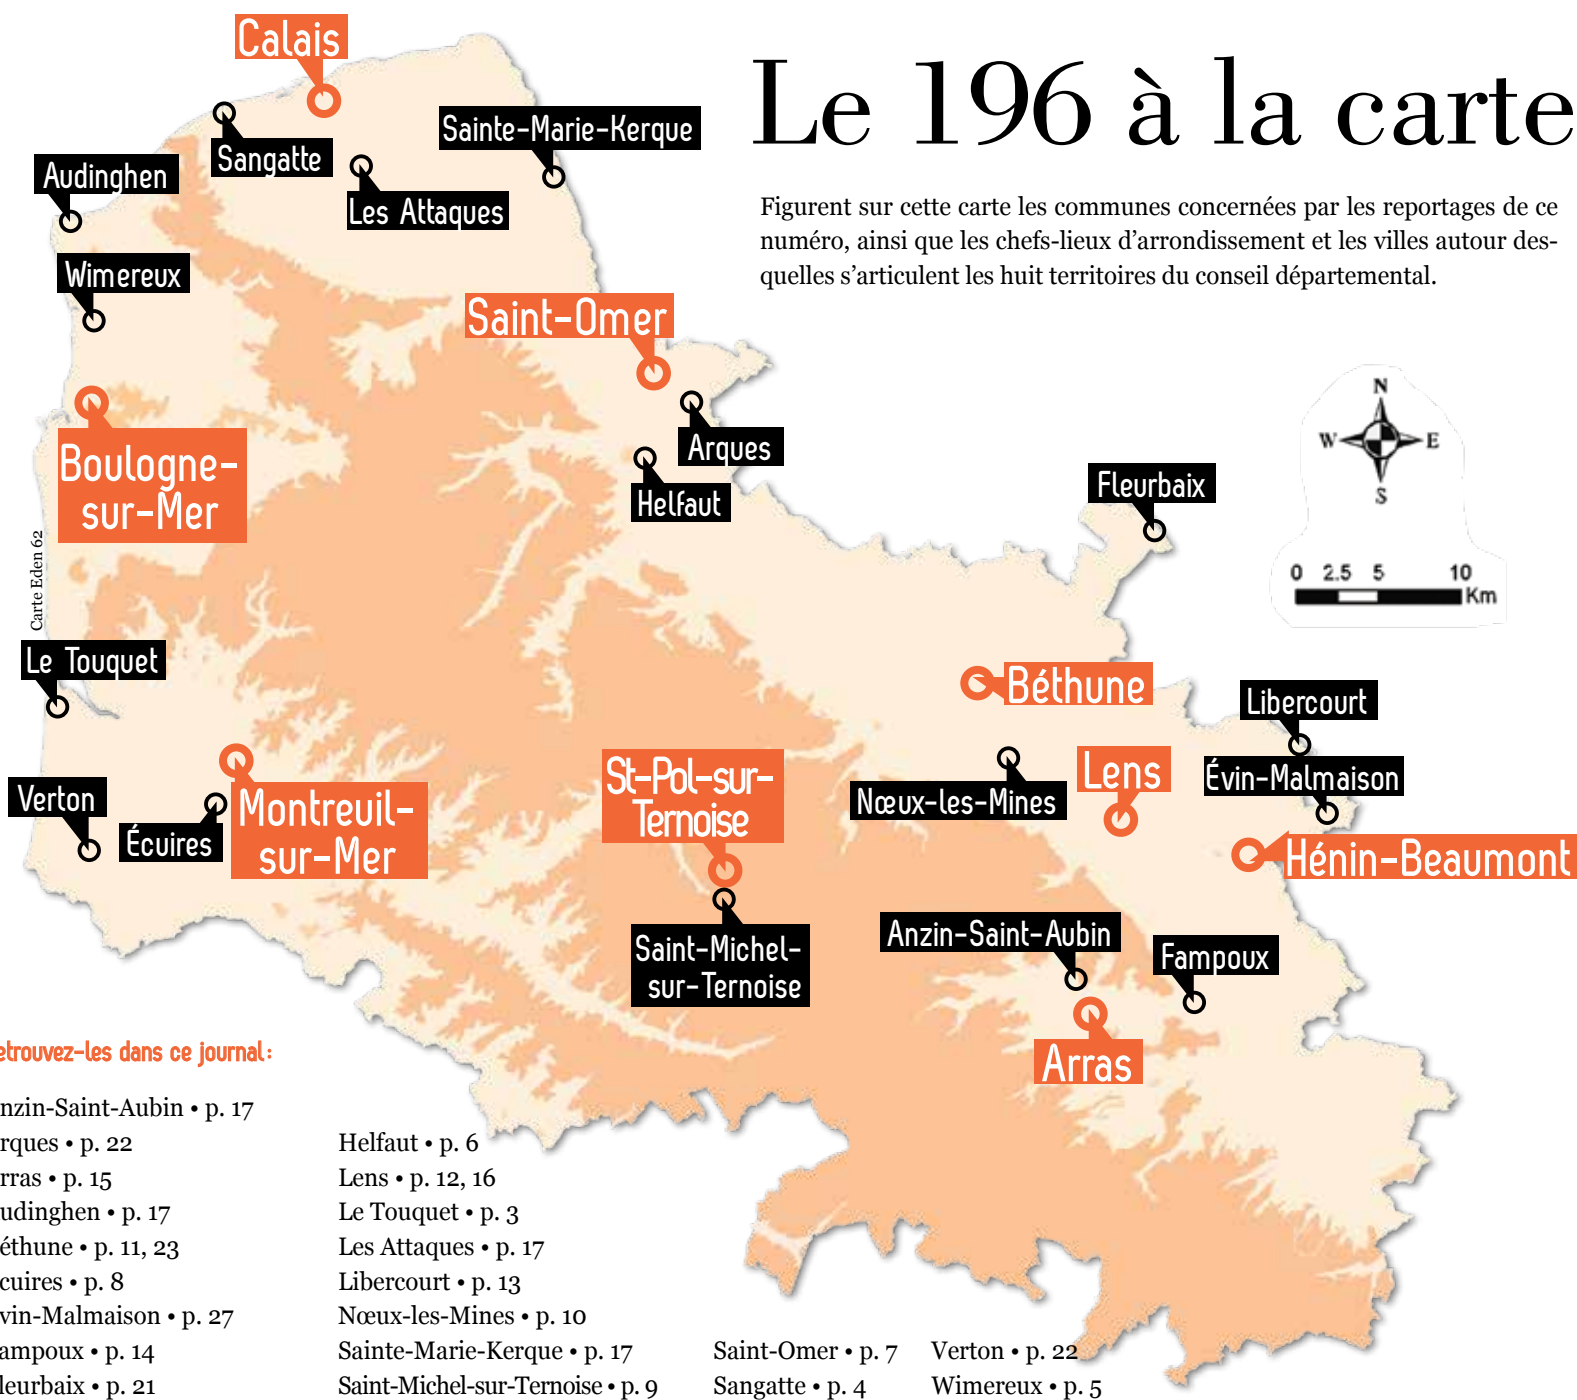 Le 196 à la carte
Figurent sur cette carte les communes concernées par les reportages de ce
numéro, ainsi que les chefs-lieux d’arrondissement et les villes autour des-
quelles s’articulent les huit territoires du conseil départemental.
Calais
Sangatte
Sainte-Marie-Kerque
Audinghen
Les Attaques
Wimereux
Saint-Omer
Boulogne-
sur-Mer
Arques
Helfaut
Fleurbaix
N
W E
S
0 2.5 5 10
Km
Carte Eden 62
Le Touquet
Béthune
Libercourt
Verton
Écuires
Montreuil-
sur-Mer
St-Pol-sur-
Ternoise
Nœux-les-Mines
Lens
Évin-Malmaison
Hénin-Beaumont
Saint-Michel-
sur-Ternoise
Anzin-Saint-Aubin
Fampoux
Arras
etrouvez-les dans ce journal :
nzin-Saint-Aubin • p. 17
rques • p. 22
rras • p. 15
udinghen • p. 17
éthune • p. 11, 23
cuires • p. 8
vin-Malmaison • p. 27
ampoux • p. 14
leurbaix • p. 21
Helfaut • p. 6
Lens • p. 12, 16
Le Touquet • p. 3
Les Attaques • p. 17
Libercourt • p. 13
Nœux-les-Mines • p. 10
Sainte-Marie-Kerque • p. 17
Saint-Michel-sur-Ternoise • p. 9
Saint-Omer • p. 7
Sangatte • p. 4
Verton • p. 22
Wimereux • p. 5